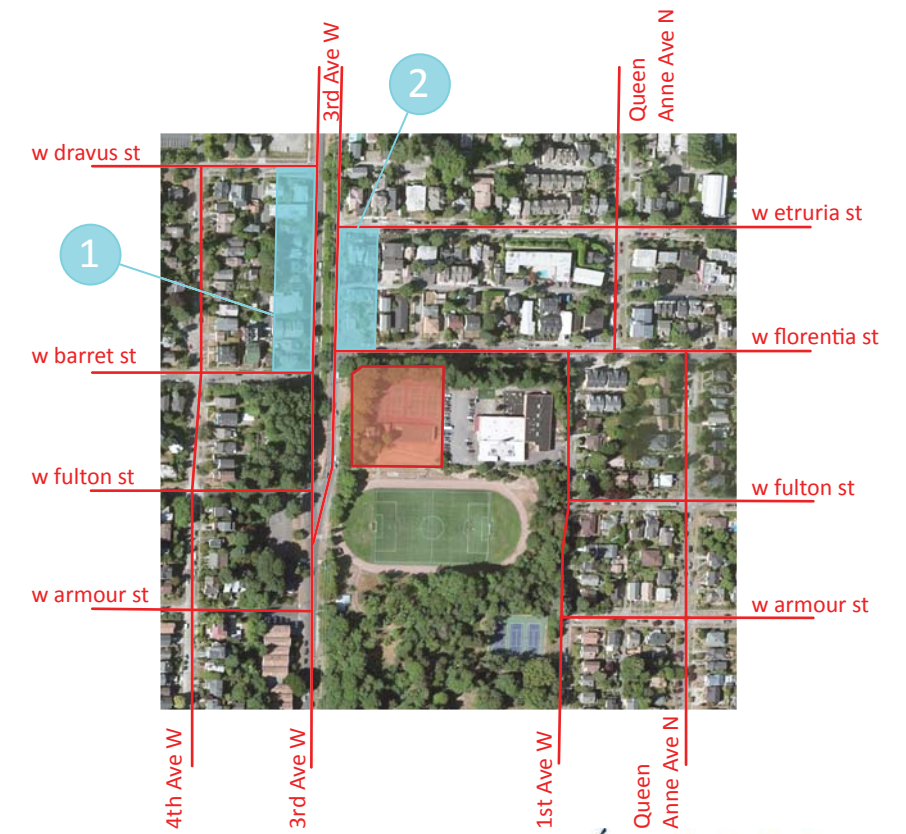 3rd Ave W
Queen
Anne Ave N
2
w dravus st
w etruria st
1
w barret st
w florentia st
w fulton st
w fulton st
w armour st
w armour st
4th Ave W
3rd Ave W
1st Ave W
Queen
Anne Ave N